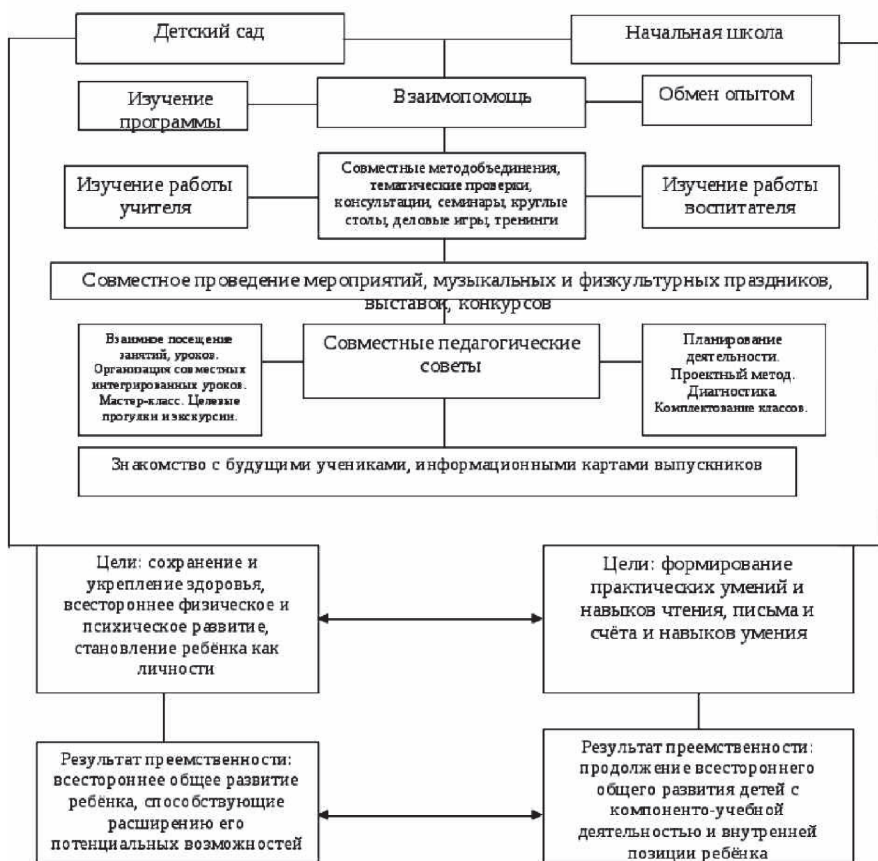 Детский сад
Начальная школа
Изучение
программы
Взаимопомощь
Обмен опытом
Изучение работы
учителя
Совместные методобъединения,
тематические проверки,
консультации, семинары, круглые
столы, деловые игры, тренинги
Изучение работы
воспитателя
Совместное проведение мероприятий, музыкальных и физкультурных праздников,
выставок, конкурсов
Взаимное посещение
занятий, уроков.
Организация совместных
интегрированных уроков.
Мастер-класс. Целевые
прогулки и экскурсии.
Совместные педагогические
советы
Планирование
деятельности.
Проектный метод.
Диагностика.
Комплектование классов.
Знакомство с будущими учениками, информационными картами выпускников
Цели: сохранение и
укрепление здоровья,
всестороннее физическое и
психическое развитие,
становление ребёнка как
личности
Цели: формирование
практических умений и
навыков чтения, письма и
счёта и навыков умения
Результат преемственности:
всестороннее общее развитие
ребёнка, способствующие
расширению его
потенциальных возможностей
Результат преемственности:
продолжение всестороннего
общего развития детей с
компоненто-учебной
деятельностью и внутренней
позиции ребёнка